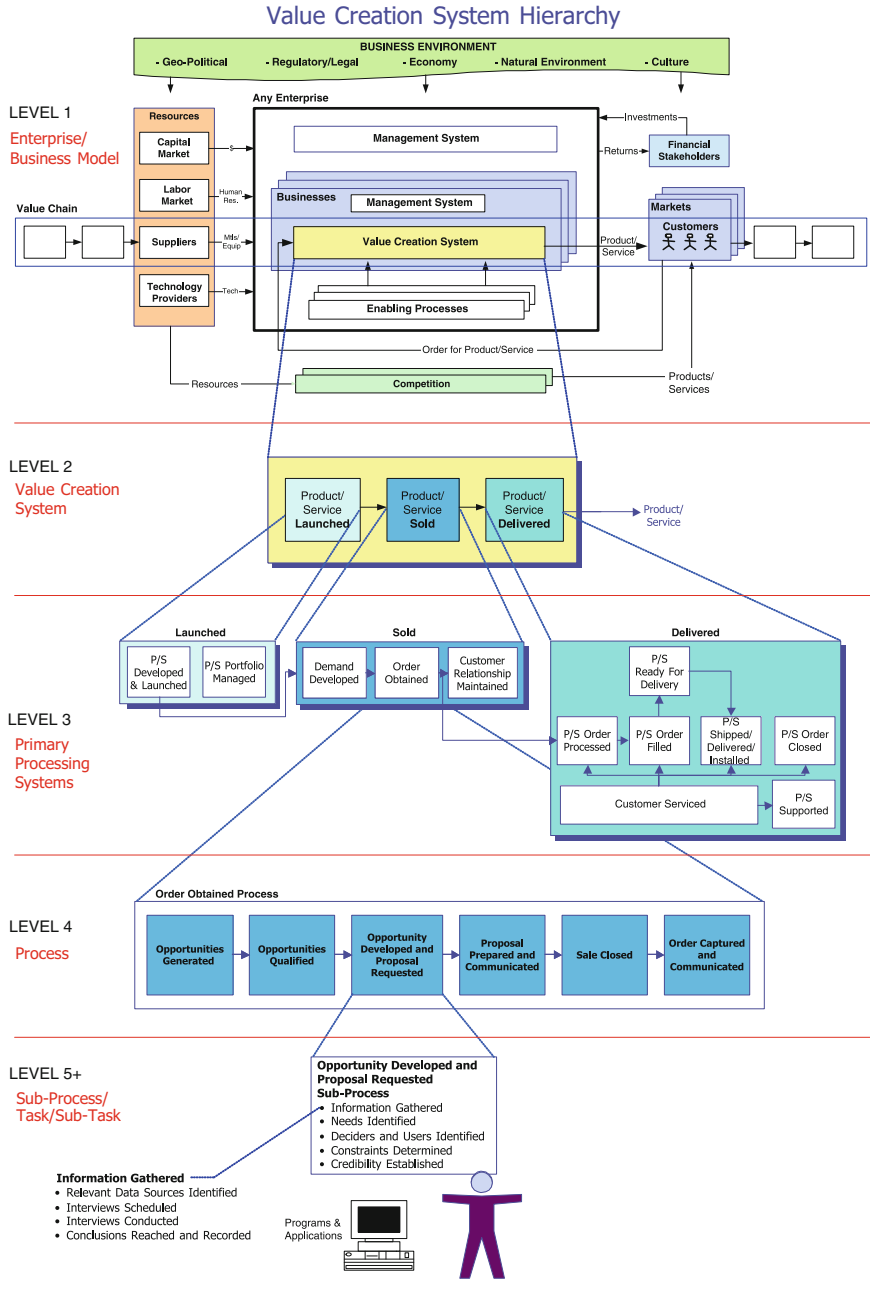 Value Creation System Hierarchy
BUSINESS ENVIRONMENT
- Geo-Political - Regulatory/Legal - Economy - Natural Environment - Culture
LEVEL 1
Enterprise/
Business Model
Any Enterprise
Resources
Capital
Market
$
Labor
Market
Human
Res.
Suppliers
Mtls/
Equip
Technology
Providers
Tech
Management System
Businesses
Management System
Value Creation System
Enabling Processes
Investments
Returns
Financial
Stakeholders
Markets
Customers
Product/
Service
Value Chain
Order for Product/Service
Resources
Competition
Products/
Services
LEVEL 2
Value Creation
System
Product/
Service
Launched
Product/
Service
Sold
Product/
Service
Delivered
Product/
Service
LEVEL 3
Primary
Processing
Systems
Launched
P/S
Developed
& Launched
P/S Portfolio
Managed
Sold
Demand
Developed
Order
Obtained
Customer
Relationship
Maintained
Delivered
P/S
Ready For
Delivery
P/S Order
Processed
P/S Order
Filled
P/S
Shipped/
Delivered/
Installed
P/S Order
Closed
Customer Serviced
P/S
Supported
LEVEL 4
Process
Order Obtained Process
Opportunities
Generated
Opportunities
Qualified
Opportunity
Developed and
Proposal
Requested
Proposal
Prepared and
Communicated
Sale Closed
Order Captured
and
Communicated
LEVEL 5+
Sub-Process/
Task/Sub-Task
Opportunity Developed and
Proposal Requested
Sub-Process
• Information Gathered
• Needs Identified
• Deciders and Users Identified
• Constraints Determined
• Credibility Established
Information Gathered
• Relevant Data Sources Identified
• Interviews Scheduled
• Interviews Conducted
• Conclusions Reached and Recorded
Programs &
Applications